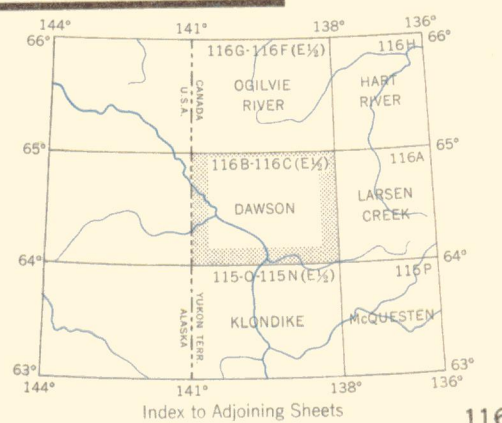 144° 141° 138° 136°
66° 66°
116G-116F(E½) 116H
OGILVIE RIVER
HART RIVER
CANADA
U.S.A.
65° 65°
116B-116C(E½) 116A
DAWSON
LARSEN CREEK
64° 64°
115-O-115N(E½) 115P
KLONDIKE
McQUESTEN
YUKON TERR.
ALASKA
63° 63°
144° 141° 138° 136°
Index to Adjoining Sheets
116